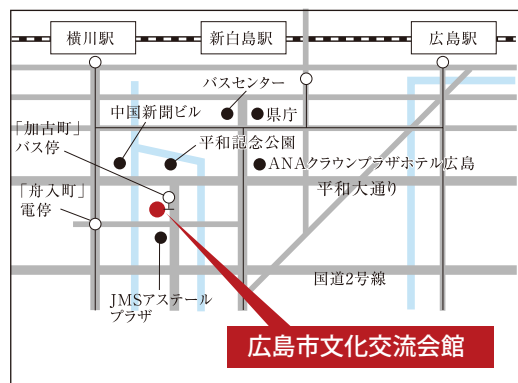 横川駅
新白島駅
広島駅
バスセンター
県庁
中国新聞ビル
「加古町」
バス停
平和記念公園
ANAクラウンプラザホテル広島
平和大通り
「舟入町」
電停
国道2号線
JMSアステール
プラザ
広島市文化交流会館